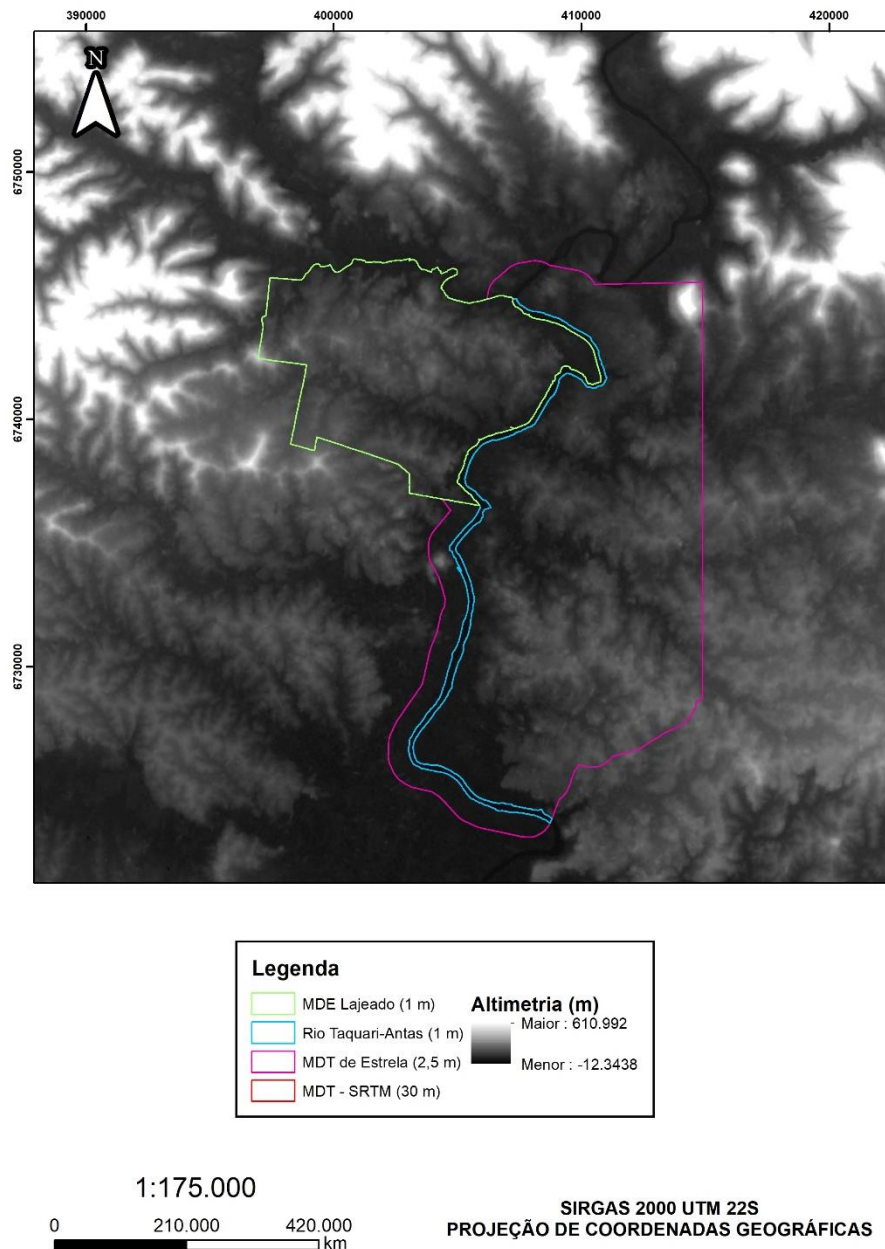 390000 400000 410000 420000
N
6750000
6740000
6730000
Legenda
MDE Lajeado (1 m)
Rio Taquari-Antas (1 m)
MDT de Estrela (2,5 m)
MDT - SRTM (30 m)
Altimetria (m)
Maior : 610.992
Menor : -12.3438
1:175.000
0 210.000 420.000
km
SIRGAS 2000 UTM 22S
PROJEÇÃO DE COORDENADAS GEOGRÁFICAS